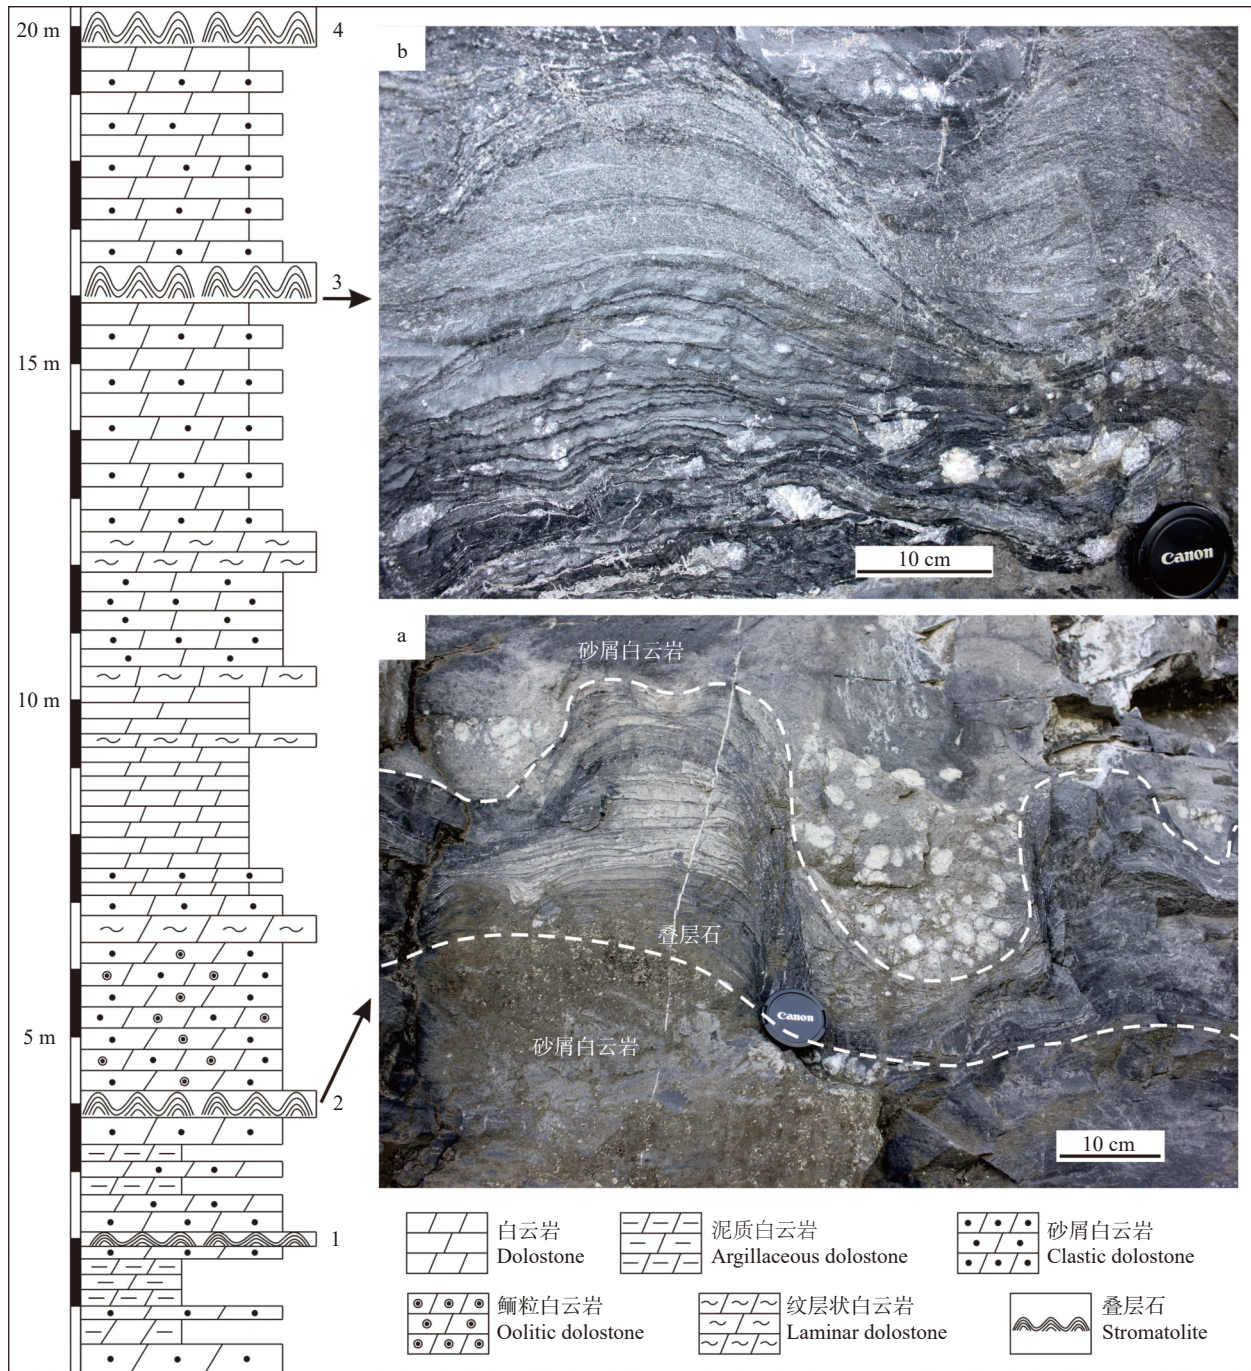 20 m
4
3
15 m
10 m
5 m
2
1
b
10 cm
Canon
a
砂屑白云岩
叠层石
Canon
砂屑白云岩
10 cm
白云岩
Dolostone
泥质白云岩
Argillaceous dolostone
砂屑白云岩
Clastic dolostone
鲕粒白云岩
Oolitic dolostone
纹层状白云岩
Laminar dolostone
叠层石
Stromatolite